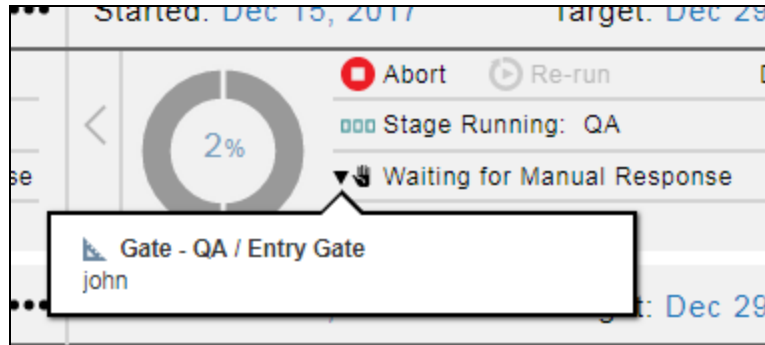 Started: Dec 15, 2017 Target: Dec 29
Abort Re-run
2%
Stage Running: QA
se
Waiting for Manual Response
Gate - QA / Entry Gate
john
Dec 29